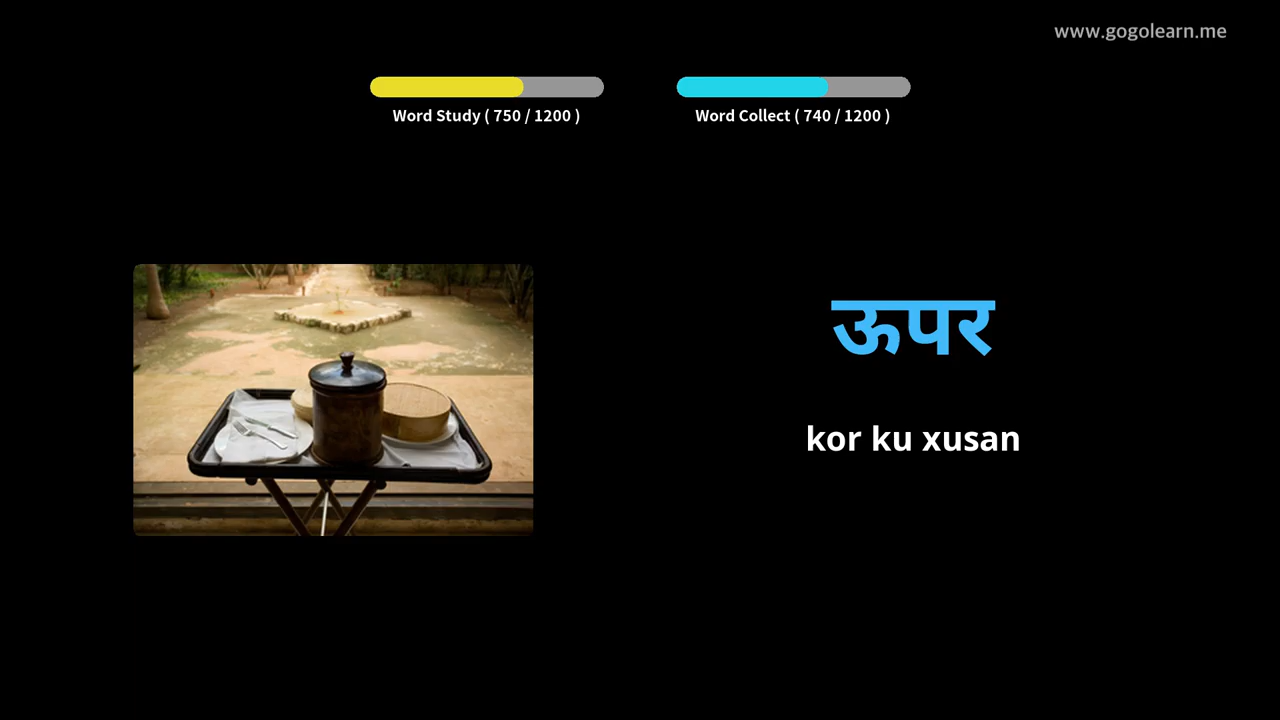 www.gogolearn.me
Word Study ( 750 / 1200 )
Word Collect ( 740 / 1200 )
ऊपर
kor ku xusan